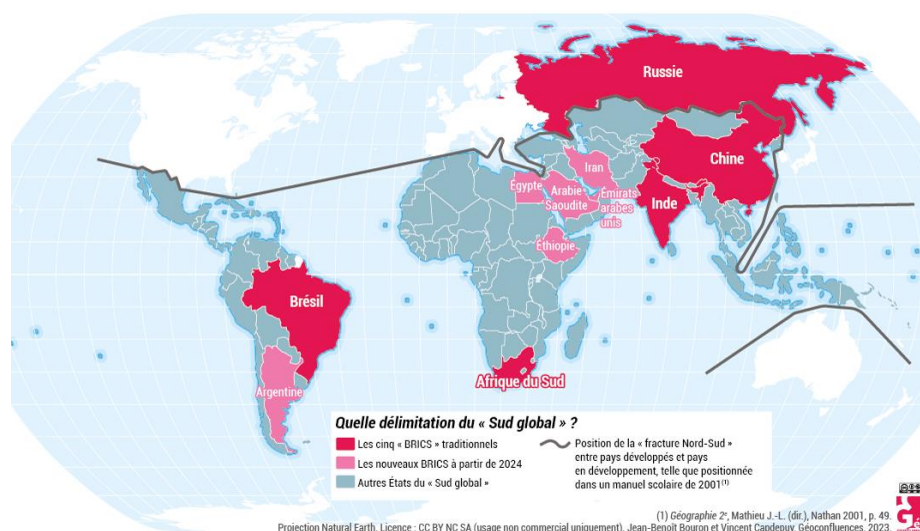 Russie
Chine
Iran
Égypte
Arabie
Saoudite
Émirats
arabes
unis
Inde
Éthiopie
Brésil
Afrique du Sud
Argentine
Quelle délimitation du « Sud global » ?
Les cinq « BRICS » traditionnels
Les nouveaux BRICS à partir de 2024
Autres États du « Sud global »
Position de la « fracture Nord-Sud »
entre pays développés et pays
en développement, telle que positionnée
dans un manuel scolaire de 2001(1)
(1) Géographie 2e, Mathieu J.-L. (dir.), Nathan 2001, p. 49.
Projection Natural Earth. Licence : CC BY NC SA (usage non commercial uniquement). Jean-Benoît Bouron et Vincent Capdepuy, Géoconfluences, 2023.